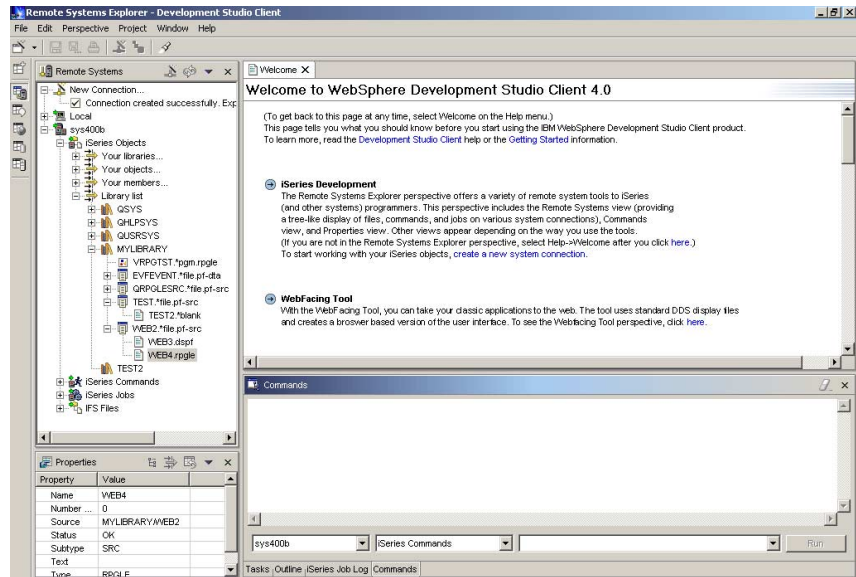 Remote Systems Explorer - Development Studio Client
File Edit Perspective Project Window Help
Remote Systems
New Connection...
Connection created successfully. Exp
Local
sys400b
iSeries Objects
Your libraries...
Your objects...
Your members...
Library list
QSYS
QHLPSYS
QUSRSYS
MYLIBRARY
VRPGTST.*pgm.rpgle
EVFEVENT.*file.pf-dta
QRPGLESRC.*file.pf-src
TEST.*file.pf-src
TEST2.*blank
WEB2.*file.pf-src
WEB3.dspf
WEB4.rpgle
TEST2
iSeries Commands
iSeries Jobs
IFS Files
Properties
Property Value
Name WEB4
Number ... 0
Source MYLIBRARY/WEB2
Status OK
Subtype SRC
Text
Type RPGLE
Welcome
Welcome to WebSphere Development Studio Client 4.0
(To get back to this page at any time, select Welcome on the Help menu.)
This page tells you what you should know before you start using the IBM WebSphere Development Studio Client product.
To learn more, read the Development Studio Client help or the Getting Started information.
iSeries Development
The Remote Systems Explorer perspective offers a variety of remote system tools to iSeries
(and other systems) programmers. This perspective includes the Remote Systems view (providing
a tree-like display of files, commands, and jobs on various system connections), Commands
view, and Properties view. Other views appear depending on the way you use the tools.
(If you are not in the Remote Systems Explorer perspective, select Help->Welcome after you click here.)
To start working with your iSeries objects, create a new system connection.
WebFacing Tool
With the WebFacing Tool, you can take your classic applications to the web. The tool uses standard DDS display files
and creates a browser based version of the user interface. To see the Webfacing Tool perspective, click here.
Commands
sys400b iSeries Commands Run
Tasks Outline iSeries Job Log Commands